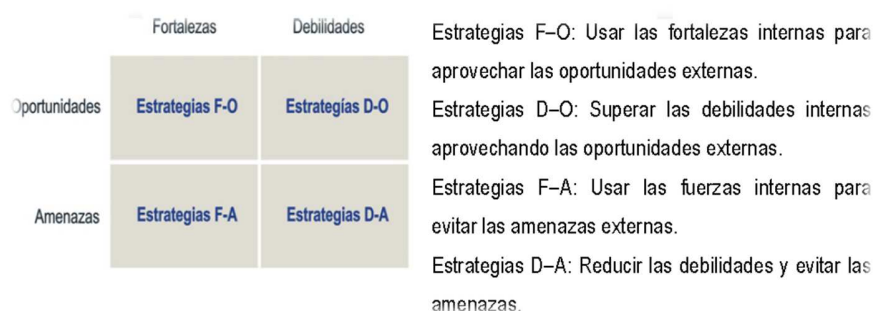 Fortalezas Debilidades
Oportunidades Estrategias F-O Estrategías D-O
Amenazas Estrategias F-A Estrategias D-A
Estrategias F–O: Usar las fortalezas internas para
aprovechar las oportunidades externas.
Estrategias D–O: Superar las debilidades internas
aprovechando las oportunidades externas.
Estrategias F–A: Usar las fuerzas internas para
evitar las amenazas externas.
Estrategias D–A: Reducir las debilidades y evitar las
amenazas.